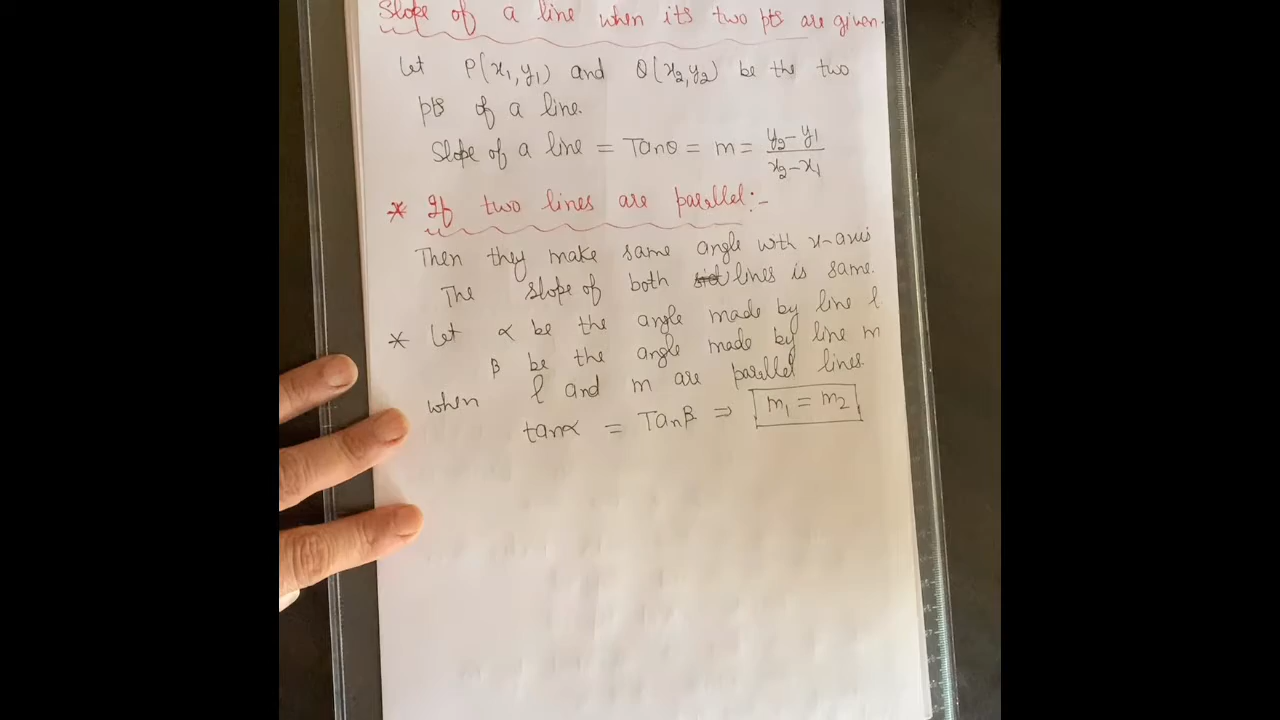 Slope of a line when its two pts are given.
Let P(x₁,y₁) and Q(x₂,y₂) be the two
pts of a line.
Slope of a line = Tanθ = m = (y₂-y₁)/(x₂-x₁)
* If two lines are parallel:-
Then they make same angle with x-axis
The slope of both lines is same.
* Let α be the angle made by line l.
β be the angle made by line m
when l and m are parallel lines.
tanα = Tanβ ⇒ m₁ = m₂